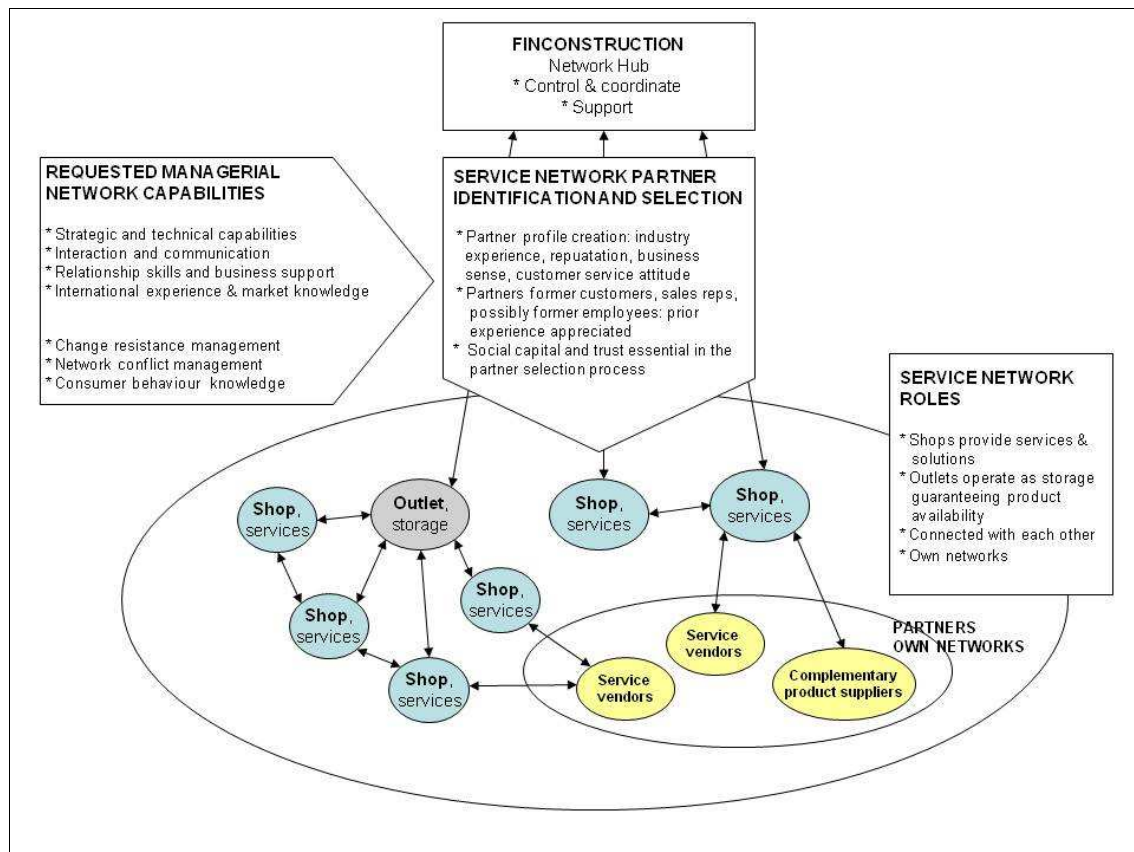 FINCONSTRUCTION
Network Hub
* Control & coordinate
* Support
REQUESTED MANAGERIAL
NETWORK CAPABILITIES
* Strategic and technical capabilities
* Interaction and communication
* Relationship skills and business support
* International experience & market knowledge
* Change resistance management
* Network conflict management
* Consumer behaviour knowledge
SERVICE NETWORK PARTNER
IDENTIFICATION AND SELECTION
* Partner profile creation: industry
experience, repuatation, business
sense, customer service attitude
* Partners former customers, sales reps,
possibly former employees: prior
experience appreciated
* Social capital and trust essential in the
partner selection process
SERVICE NETWORK
ROLES
* Shops provide services &
solutions
* Outlets operate as storage
guaranteeing product
availability
* Connected with each other
* Own networks
Shop,
services
Outlet,
storage
Shop,
services
Shop,
services
Shop,
services
Shop,
services
Shop,
services
PARTNERS
OWN NETWORKS
Service
vendors
Service
vendors
Complementary
product suppliers